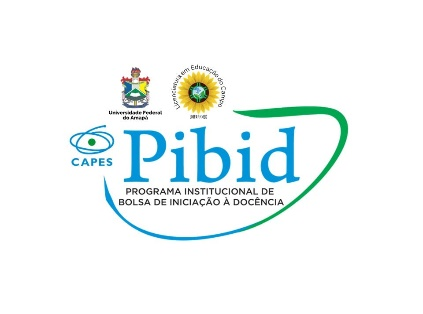 Licenciatura em Educação do Campo
Universidade Federal
do Amapá
CAPES
Pibid
PROGRAMA INSTITUCIONAL DE
BOLSA DE INICIAÇÃO À DOCÊNCIA